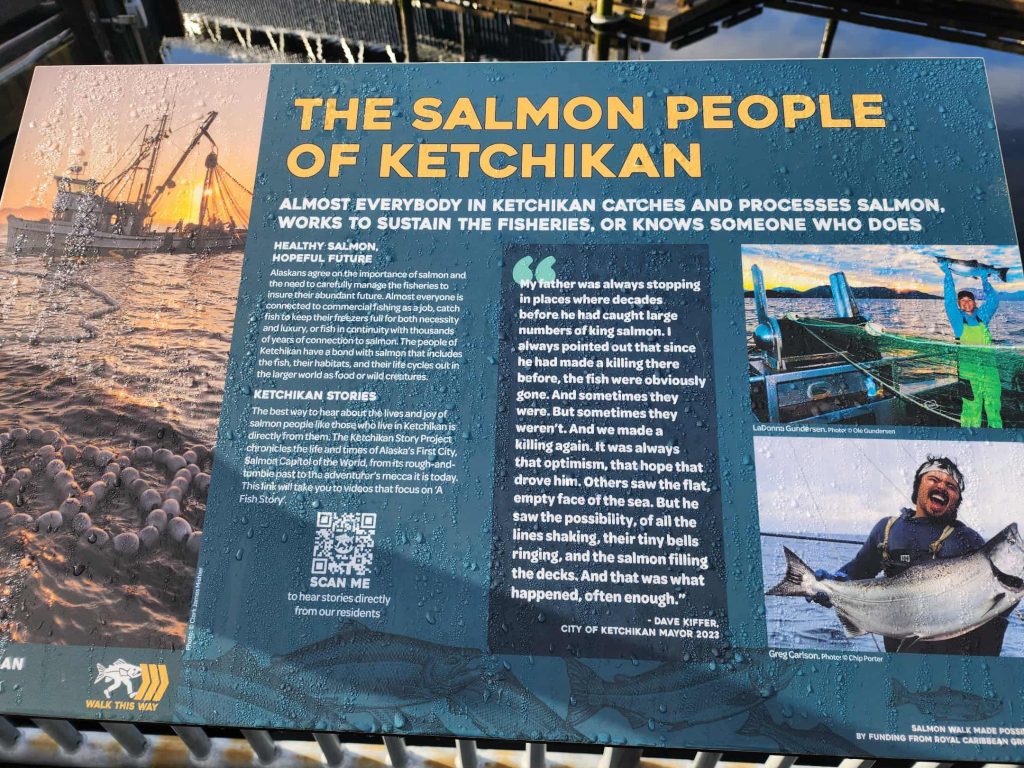 THE SALMON PEOPLE
OF KETCHIKAN
ALMOST EVERYBODY IN KETCHIKAN CATCHES AND PROCESSES SALMON,
WORKS TO SUSTAIN THE FISHERIES, OR KNOWS SOMEONE WHO DOES
HEALTHY SALMON,
HOPEFUL FUTURE
Alaskans agree on the importance of salmon and
the need to carefully manage the fisheries to
insure their abundant future. Almost everyone is
connected to commercial fishing as a job, catch
fish to keep their freezers full for both necessity
and luxury, or fish in continuity with thousands
of years of connection to salmon. The people of
Ketchikan have a bond with salmon that includes
the fish, their habitats, and their life cycles out in
the larger world as food or wild creatures.
KETCHIKAN STORIES
The best way to hear about the lives and joy of
salmon people like those who live in Ketchikan is
directly from them. The Ketchikan Story Project
chronicles the life and times of Alaska's First City,
Salmon Capitol of the World, from its rough-and-
tumble past to the adventurer's mecca it is today.
This link will take you to videos that focus on 'A
Fish Story'.
SCAN ME
to hear stories directly
from our residents
“
My father was always stopping
in places where decades
before he had caught large
numbers of king salmon. I
always pointed out that since
he had made a killing there
before, the fish were obviously
gone. And sometimes they
were. But sometimes they
weren't. And we made a
killing again. It was always
that optimism, that hope that
drove him. Others saw the flat,
empty face of the sea. But he
saw the possibility, of all the
lines shaking, their tiny bells
ringing, and the salmon filling
the decks. And that was what
happened, often enough."
- DAVE KIFFER,
CITY OF KETCHIKAN MAYOR 2023
LaDonna Gundersen. Photo: © Ole Gundersen
Greg Carlson. Photo: © Chip Porter
WALK THIS WAY
SALMON WALK MADE POSSI
BY FUNDING FROM ROYAL CARIBBEAN GR